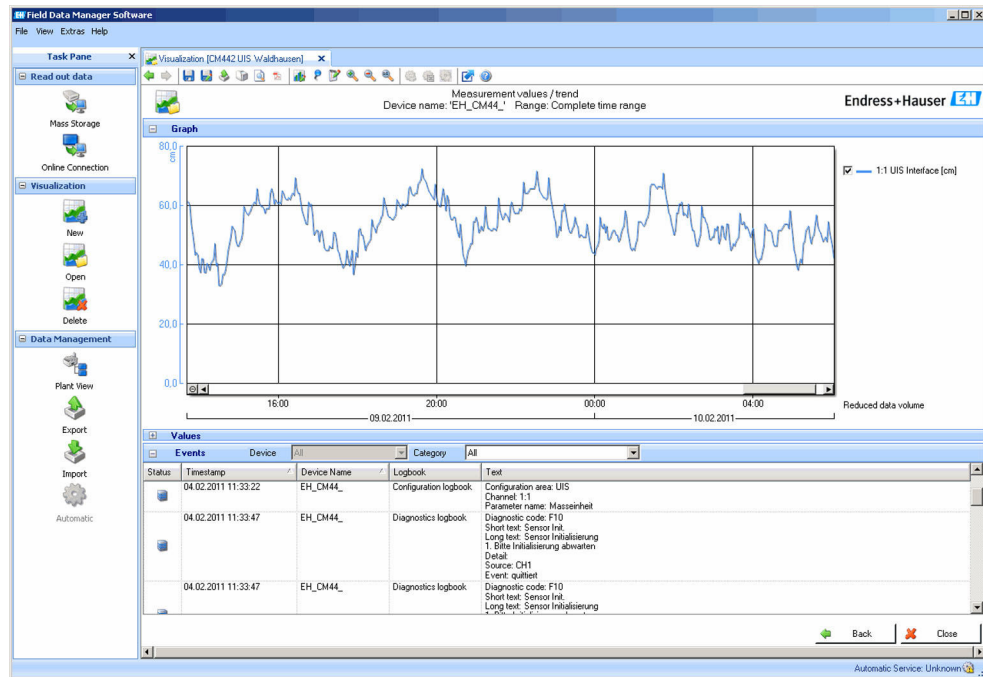 Field Data Manager Software
File View Extras Help
Task Pane
Visualization [CM442 UIS Waldhausen]
Read out data
Mass Storage
Online Connection
Visualization
New
Open
Delete
Data Management
Plant View
Export
Import
Automatic
Measurement values / trend
Device name: 'EH_CM44_' Range: Complete time range
Endress+Hauser EH
Graph
80,0
cm
60,0
40,0
20,0
0,0
16:00 20:00 00:00 04:00
09.02.2011 10.02.2011
1:1 UIS Interface [cm]
Reduced data volume
Values
Events Device All Category All
Status Timestamp Device Name Logbook Text
04.02.2011 11:33:22 EH_CM44_ Configuration logbook Configuration area: UIS
Channel: 1:1
Parameter name: Masseinheit
04.02.2011 11:33:47 EH_CM44_ Diagnostics logbook Diagnostic code: F10
Short text: Sensor Init.
Long text: Sensor Initialisierung
1. Bitte Initialisierung abwarten
Detail:
Source: CH1
Event: quittiert
04.02.2011 11:33:47 EH_CM44_ Diagnostics logbook Diagnostic code: F10
Short text: Sensor Init.
Long text: Sensor Initialisierung
Back Close
Automatic Service: Unknown